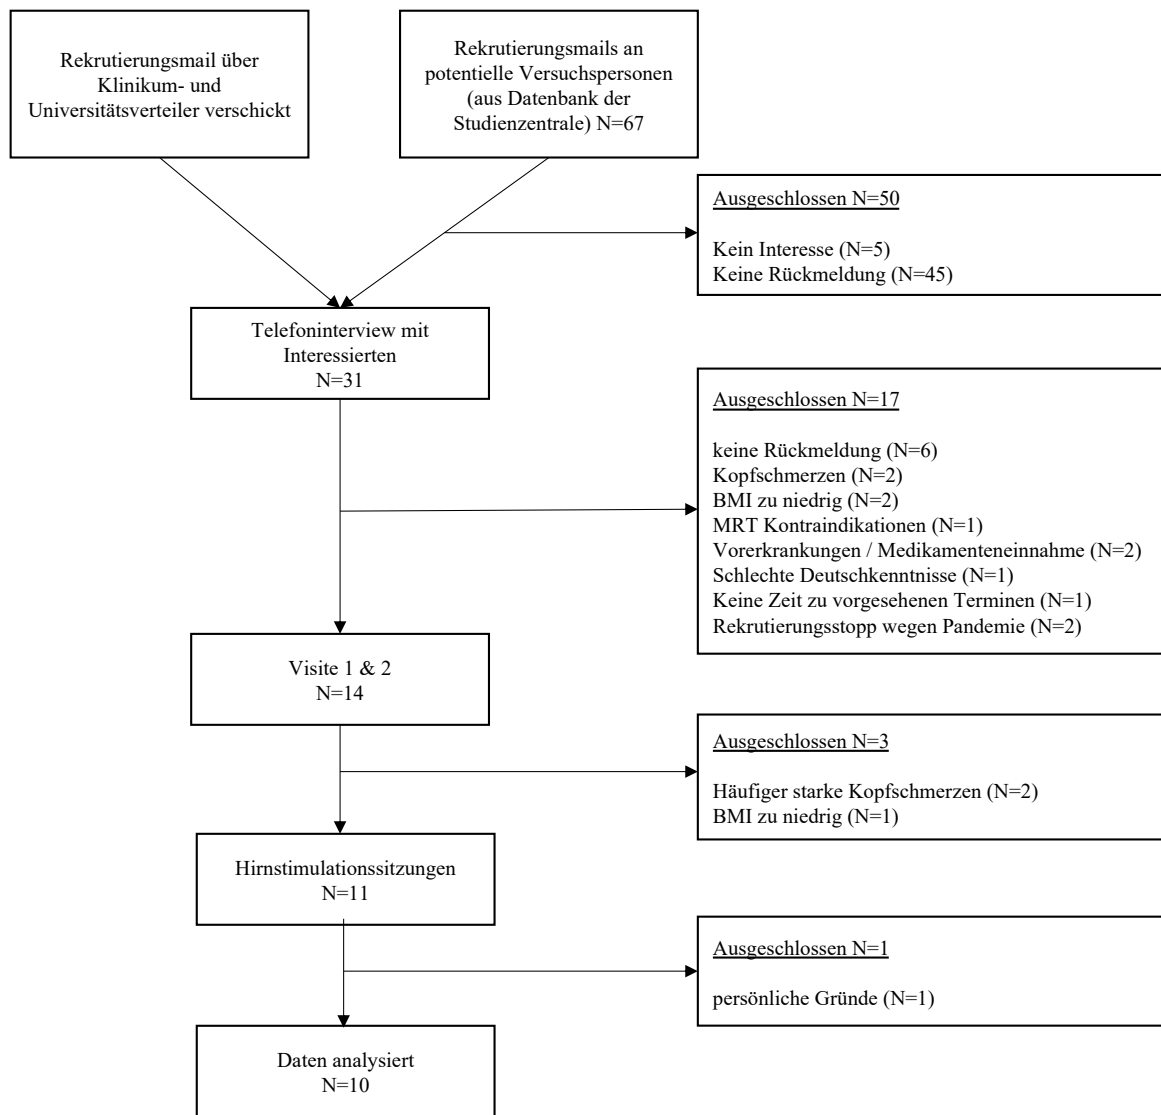 Rekrutierungsmail über
Klinikum- und
Universitätsverteiler verschickt
Rekrutierungsmails an
potentielle Versuchspersonen
(aus Datenbank der
Studienzentrale) N=67
Ausgeschlossen N=50
Kein Interesse (N=5)
Keine Rückmeldung (N=45)
Telefoninterview mit
Interessierten
N=31
Ausgeschlossen N=17
keine Rückmeldung (N=6)
Kopfschmerzen (N=2)
BMI zu niedrig (N=2)
MRT Kontraindikationen (N=1)
Vorerkrankungen / Medikamenteneinnahme (N=2)
Schlechte Deutschkenntnisse (N=1)
Keine Zeit zu vorgesehenen Terminen (N=1)
Rekrutierungsstopp wegen Pandemie (N=2)
Visite 1 & 2
N=14
Ausgeschlossen N=3
Häufiger starke Kopfschmerzen (N=2)
BMI zu niedrig (N=1)
Hirnstimulationssitzungen
N=11
Ausgeschlossen N=1
persönliche Gründe (N=1)
Daten analysiert
N=10